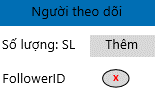 Người theo dõi
Số lượng: SL Thêm
FollowerID x